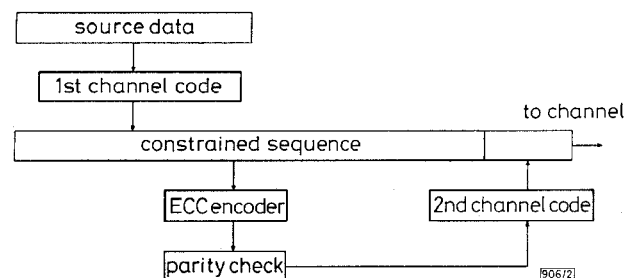 source data
1st channel code
to channel
constrained sequence
ECC encoder
2nd channel code
parity check
906/2